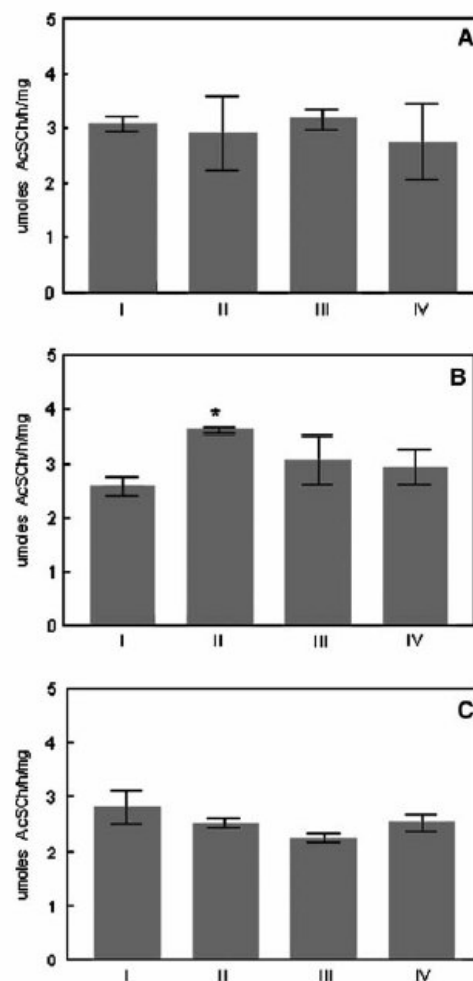 A
umoles AcSCh/h/mg
5
4
3
2
1
0
I II III IV
B
umoles AcSCh/h/mg
5
4
3
2
1
0
*
I II III IV
C
umoles AcSCh/h/mg
5
4
3
2
1
0
I II III IV